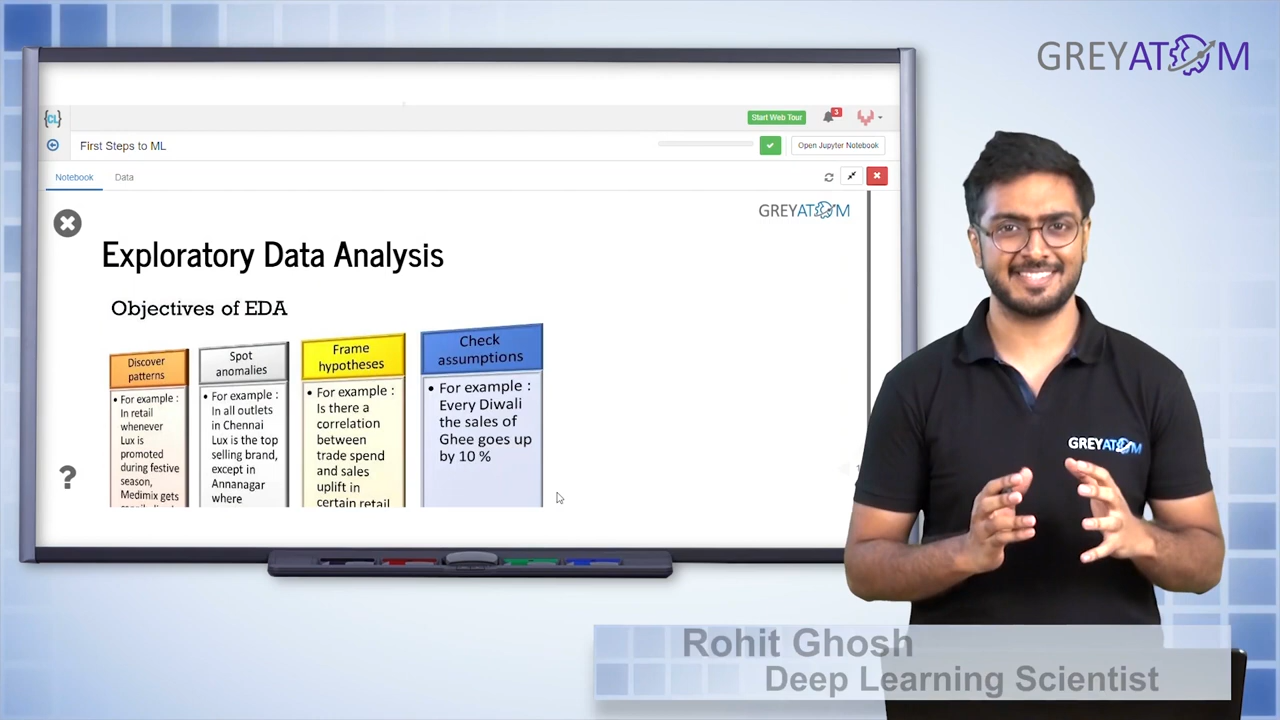 GREYATOM
{CL}
Start Web Tour
3
First Steps to ML
Open Jupyter Notebook
Notebook
Data
GREYATOM
Exploratory Data Analysis
Objectives of EDA
Discover
patterns
• For example :
In retail
whenever
Lux is
promoted
during festive
season,
Medimix gets
Spot
anomalies
• For example :
In all outlets
in Chennai
Lux is the top
selling brand,
except in
Annanagar
where
Frame
hypotheses
• For example :
Is there a
correlation
between
trade spend
and sales
uplift in
certain retail
Check
assumptions
• For example :
Every Diwali
the sales of
Ghee goes up
by 10 %
?
GREYATOM
Rohit Ghosh
Deep Learning Scientist